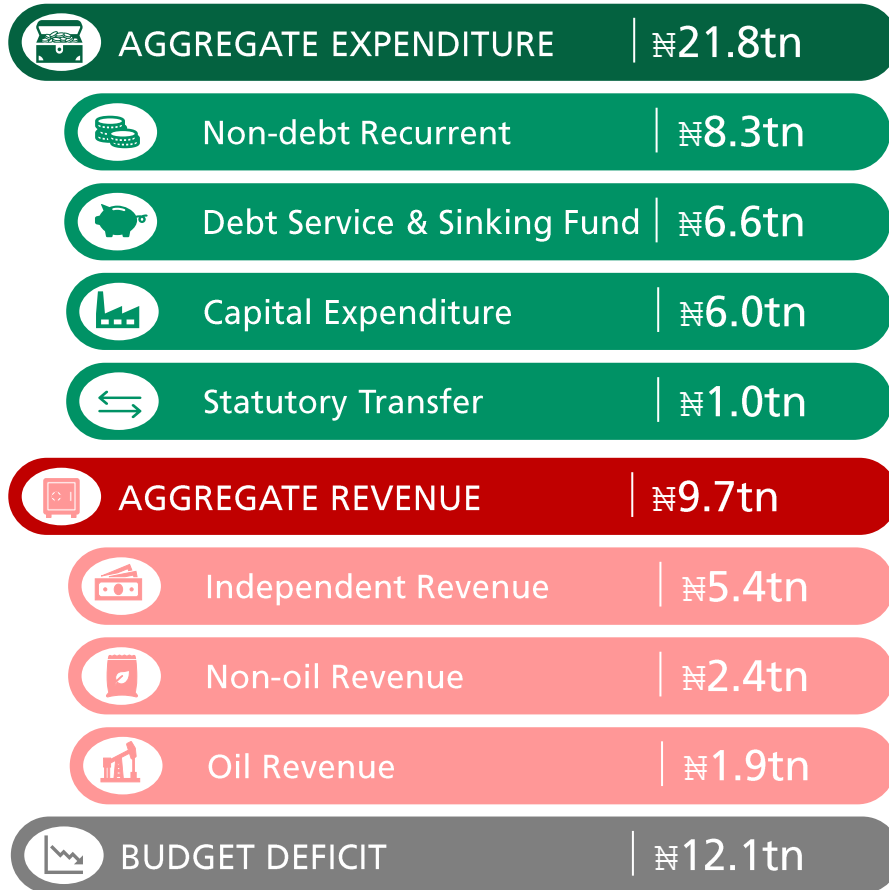 AGGREGATE EXPENDITURE ₦21.8tn
Non-debt Recurrent ₦8.3tn
Debt Service & Sinking Fund ₦6.6tn
Capital Expenditure ₦6.0tn
Statutory Transfer ₦1.0tn
AGGREGATE REVENUE ₦9.7tn
Independent Revenue ₦5.4tn
Non-oil Revenue ₦2.4tn
Oil Revenue ₦1.9tn
BUDGET DEFICIT ₦12.1tn